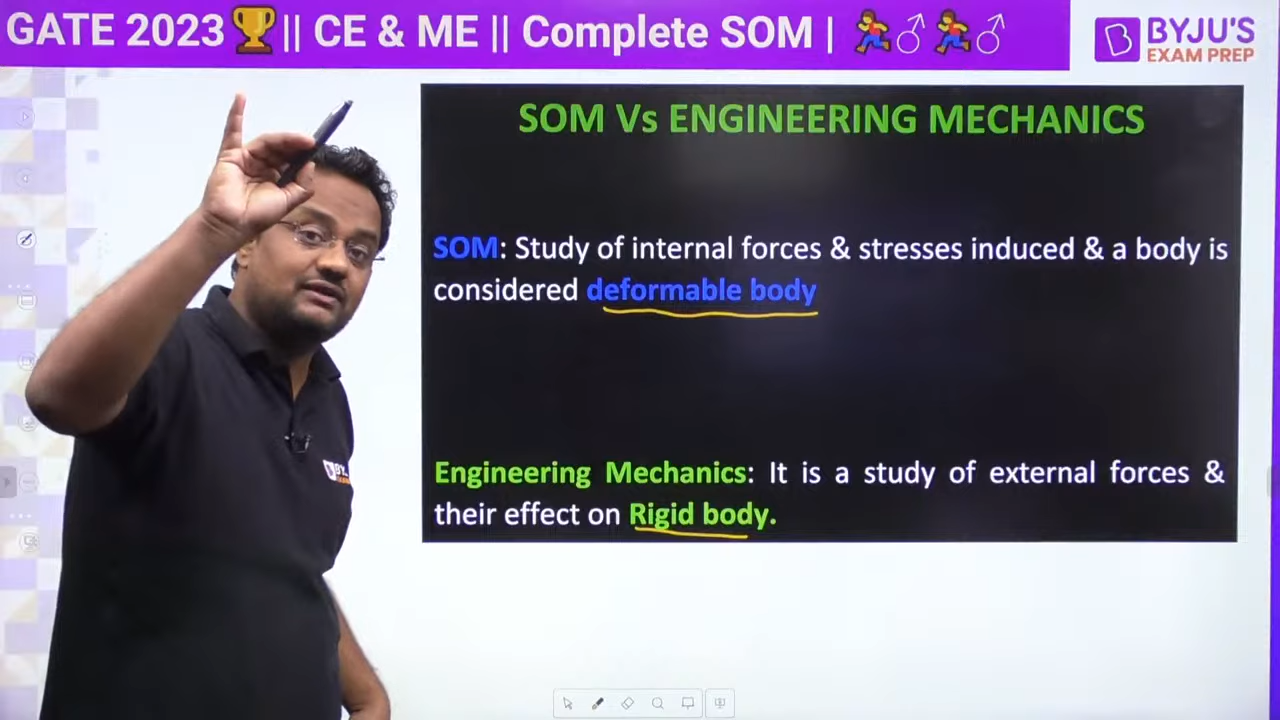 GATE 2023🏆|| CE & ME || Complete SOM | 🏃♂🏃♂
BYJU'S
EXAM PREP
SOM Vs ENGINEERING MECHANICS
SOM: Study of internal forces & stresses induced & a body is
considered deformable body
Engineering Mechanics: It is a study of external forces &
their effect on Rigid body.